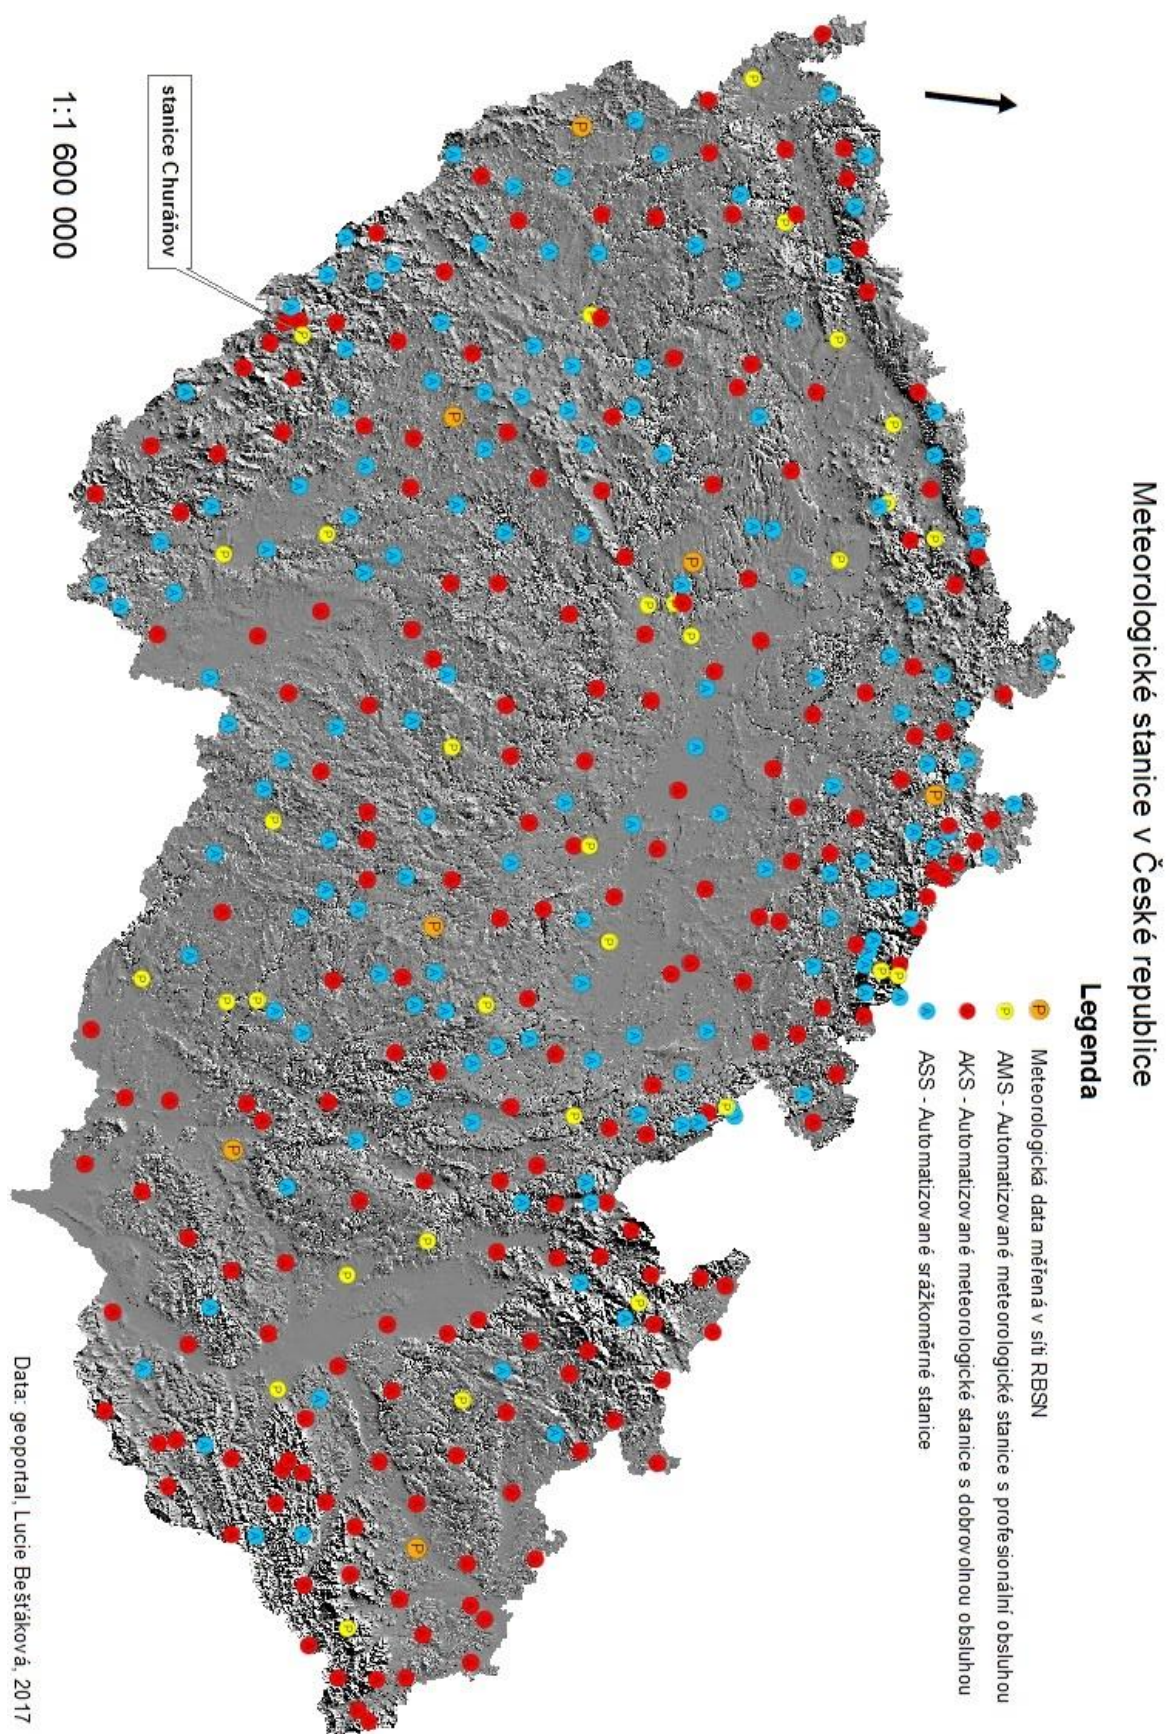 Meteorologické stanice v České republice
Legenda
P Meteorologická data měřená v síti RBSN
P AMS - Automatizované meteorologické stanice s profesionální obsluhou
AKS - Automatizované meteorologické stanice s dobrovolnou obsluhou
A ASS - Automatizované srážkoměrné stanice
stanice Churáňov
1:1 600 000
Data: geoportal, Lucie Bešťáková, 2017